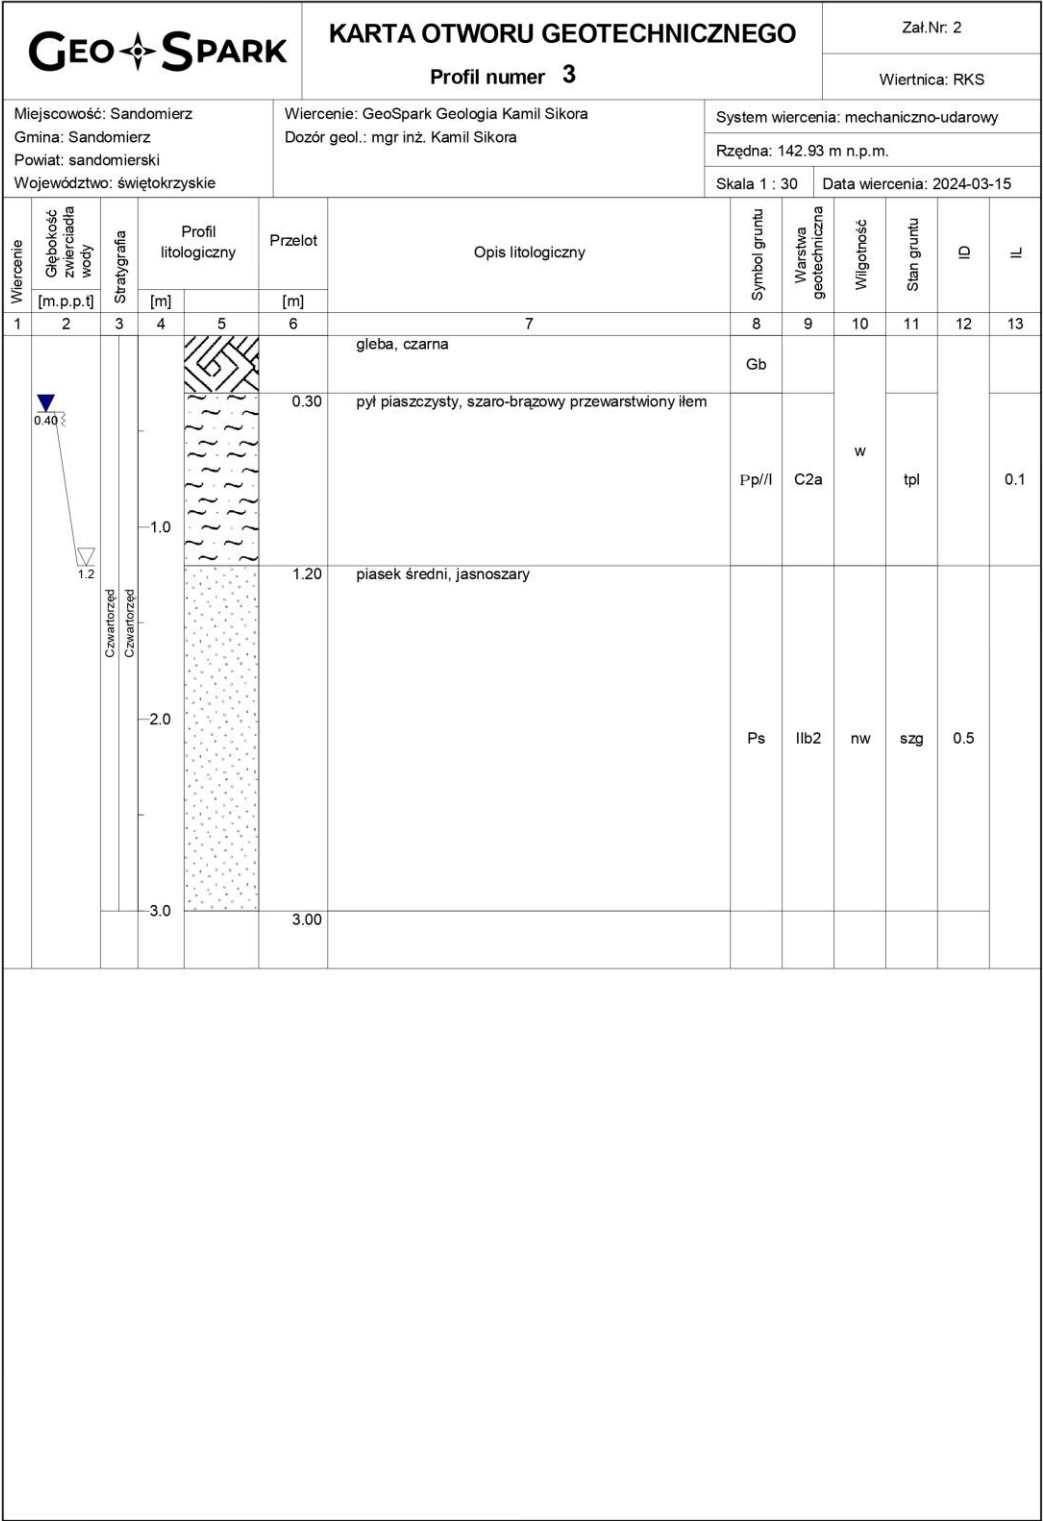 GEO SPARK
KARTA OTWORU GEOTECHNICZNEGO
Profil numer 3
Zał.Nr: 2
Wiertnica: RKS
Miejscowość: Sandomierz
Gmina: Sandomierz
Powiat: sandomierski
Województwo: świętokrzyskie
Wiercenie: GeoSpark Geologia Kamil Sikora
Dozór geol.: mgr inż. Kamil Sikora
System wiercenia: mechaniczno-udarowy
Rzędna: 142.93 m n.p.m.
Skala 1 : 30
Data wiercenia: 2024-03-15
Wiercenie
Głębokość
zwierciadła
wody
[m.p.p.t]
Stratygrafia
Profil
litologiczny
[m]
Przelot
[m]
Opis litologiczny
Symbol gruntu
Warstwa
geotechniczna
Wilgotność
Stan gruntu
ID
IL
1 2 3 4 5 6 7 8 9 10 11 12 13
gleba, czarna
Gb
0.30 pył piaszczysty, szaro-brązowy przewarstwiony iłem
0.40
w
Pp//I C2a tpl 0.1
1.0
1.2
1.20 piasek średni, jasnoszary
Czwartorzęd
Czwartorzęd
2.0
Ps IIb2 nw szg 0.5
3.0
3.00